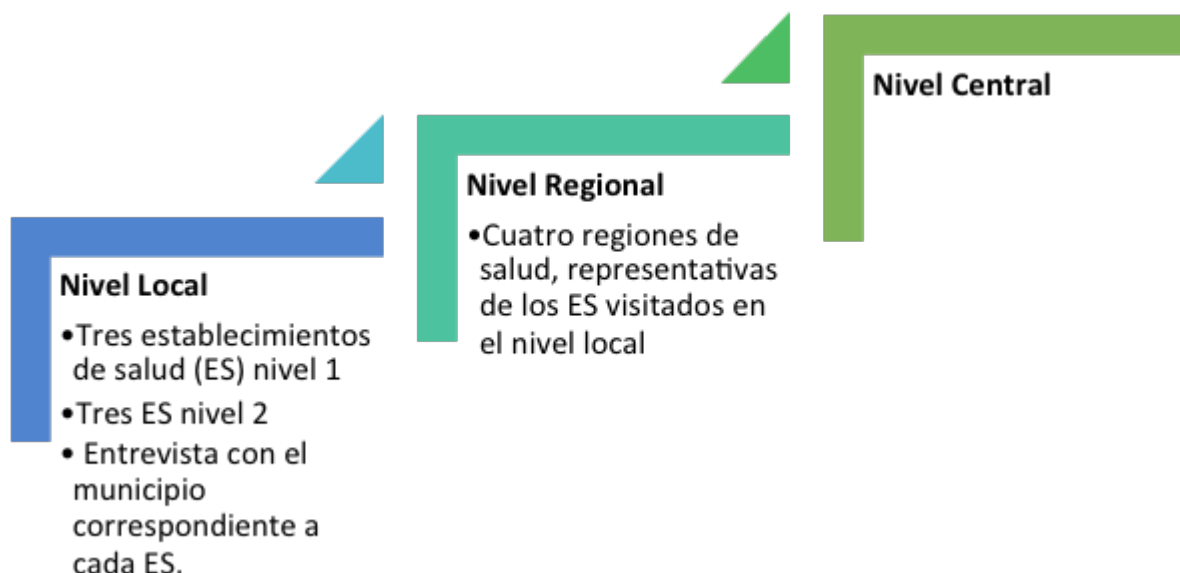 Nivel Local
•Tres establecimientos
de salud (ES) nivel 1
•Tres ES nivel 2
• Entrevista con el
municipio
correspondiente a
cada ES.
Nivel Regional
•Cuatro regiones de
salud, representativas
de los ES visitados en
el nivel local
Nivel Central